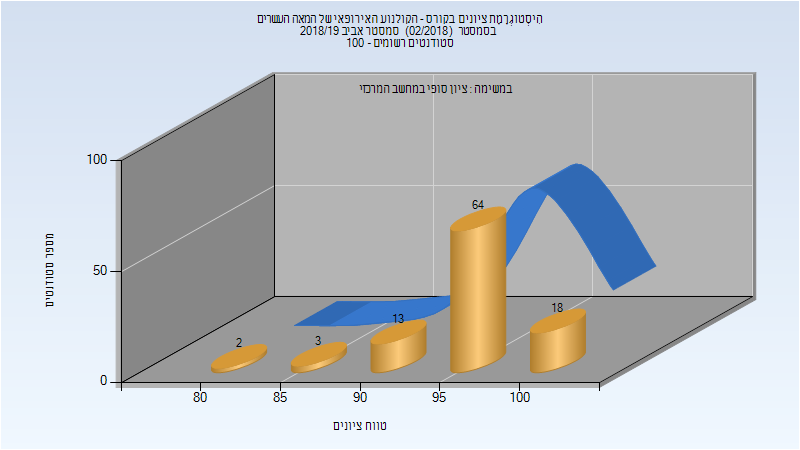 היסטוגרמת ציונים בקורס - הקולנוע האירופאי של המאה העשרים
בסמסטר (02/2018) סמסטר אביב 2018/19
סטודנטים רשומים - 100
במשימה : ציון סופי במחשב המרכזי
מספר סטודנטים
100
50
0
2
3
13
64
18
80
85
90
95
100
טווח ציונים